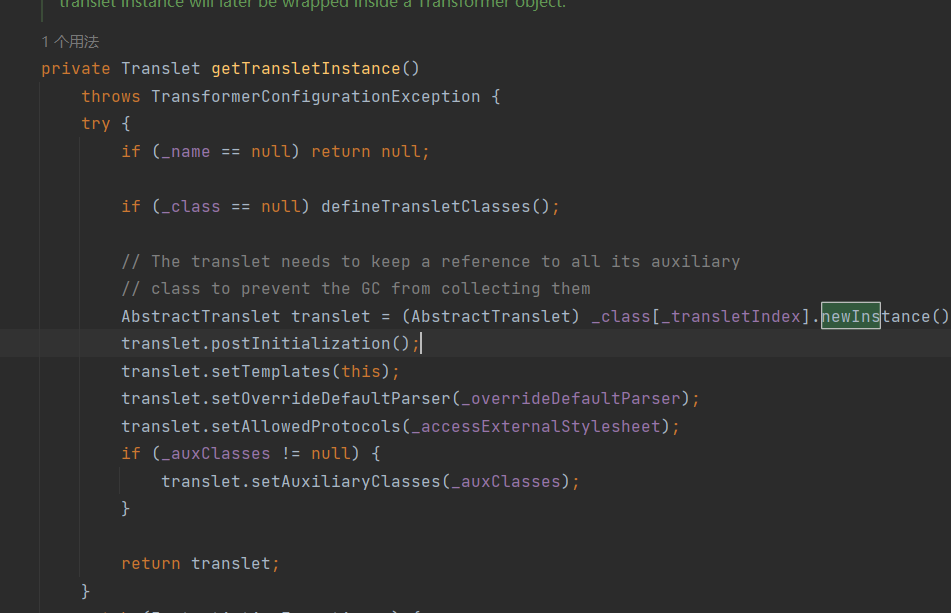 translet instance will later be wrapped inside a Transformer object.
1 个用法
private Translet getTransletInstance()
throws TransformerConfigurationException {
try {
if (_name == null) return null;
if (_class == null) defineTransletClasses();
// The translet needs to keep a reference to all its auxiliary
// class to prevent the GC from collecting them
AbstractTranslet translet = (AbstractTranslet) _class[_transletIndex].newInstance()
translet.postInitialization();
translet.setTemplates(this);
translet.setOverrideDefaultParser(_overrideDefaultParser);
translet.setAllowedProtocols(_accessExternalStylesheet);
if (_auxClasses != null) {
translet.setAuxiliaryClasses(_auxClasses);
}
return translet;
}